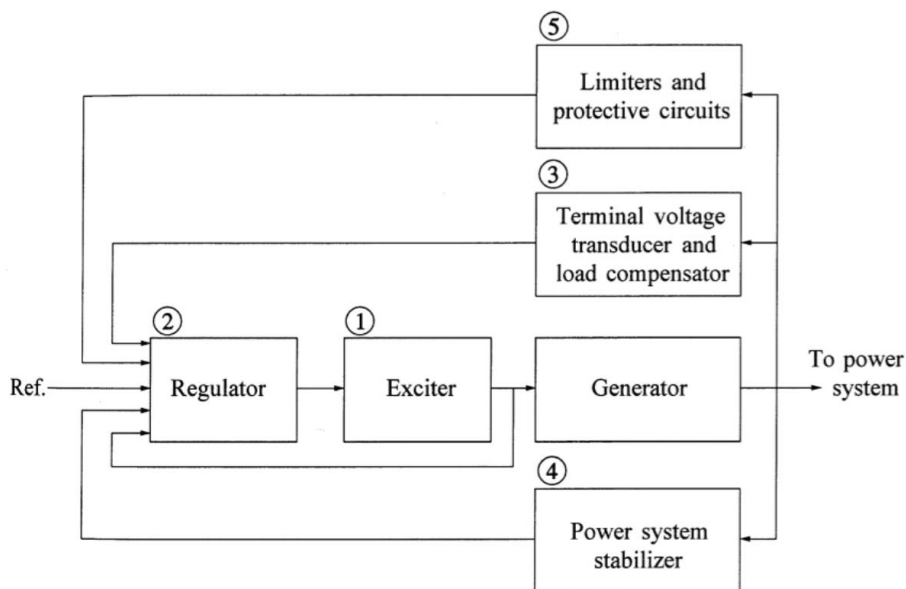 ⑤
Limiters and
protective circuits
③
Terminal voltage
transducer and
load compensator
②
①
Ref.
Regulator
Exciter
Generator
To power
system
④
Power system
stabilizer